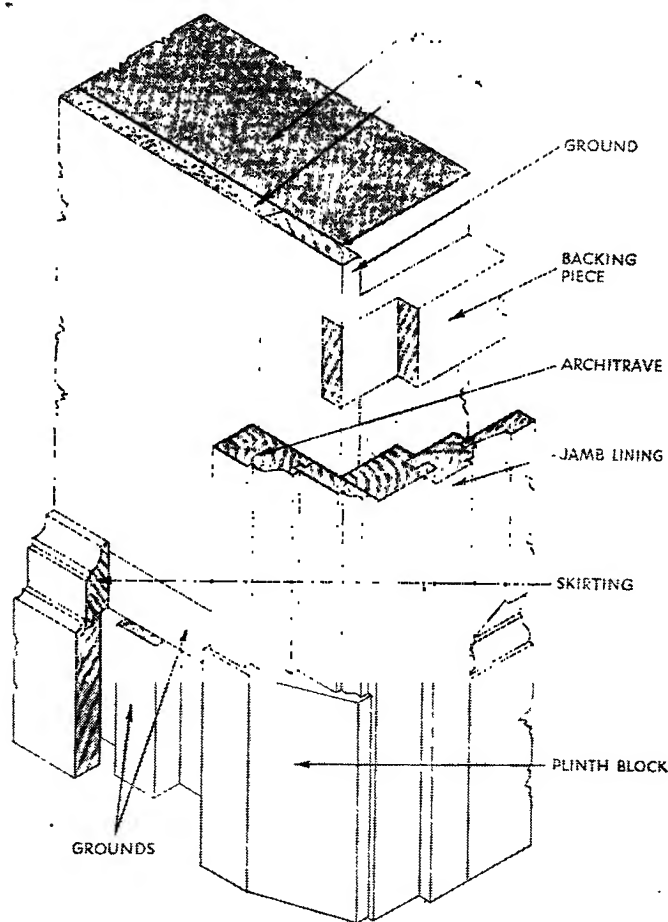 GROUND
BACKING
PIECE
ARCHITRAVE
JAMB LINING
SKIRTING
PLINTH BLOCK
GROUNDS